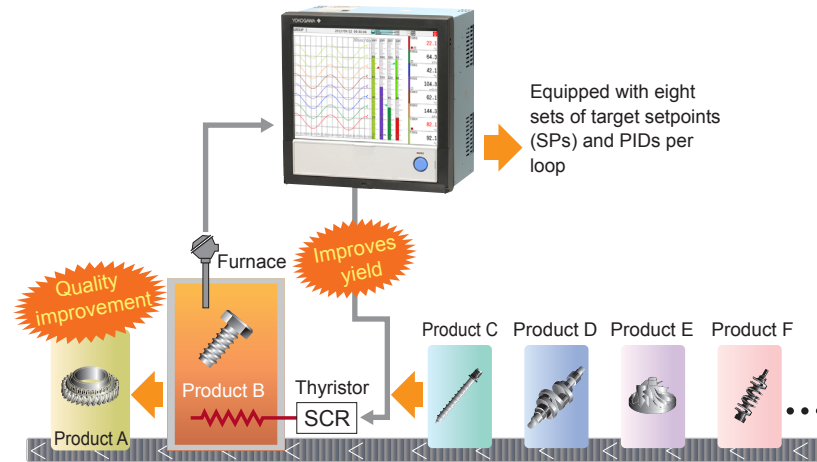 YOKOGAWA
Equipped with eight
sets of target setpoints
(SPs) and PIDs per
loop
Furnace
Improves
yield
Quality
improvement
Product C
Product D
Product E
Product F
Product B
Thyristor
SCR
Product A